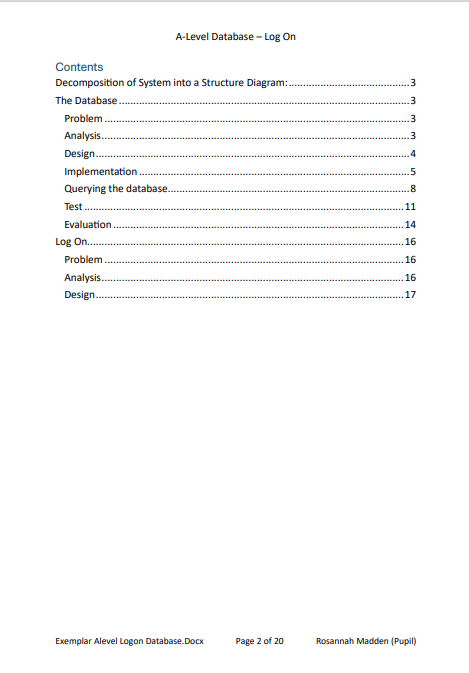 A-Level Database – Log On
Contents
Decomposition of System into a Structure Diagram:.......................................3
The Database.......................................3
Problem.......................................3
Analysis.......................................3
Design.......................................4
Implementation.......................................5
Querying the database.......................................8
Test.......................................11
Evaluation.......................................14
Log On.......................................16
Problem.......................................16
Analysis.......................................16
Design.......................................17
Exemplar Alevel Logon Database.Docx Page 2 of 20 Rosannah Madden (Pupil)